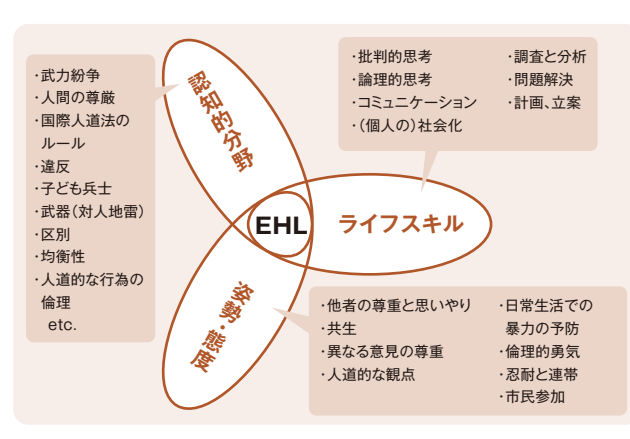 ・武力紛争
・人間の尊厳
・国際人道法の
ルール
・違反
・子ども兵士
・武器（対人地雷）
・区別
・均衡性
・人道的な行為の
倫理
etc.
認知的分野
・批判的思考
・論理的思考
・コミュニケーション
・（個人の）社会化
・調査と分析
・問題解決
・計画、立案
EHL
ライフスキル
姿勢・態度
・他者の尊重と思いやり
・共生
・異なる意見の尊重
・人道的な観点
・日常生活での
暴力の予防
・倫理的勇気
・忍耐と連帯
・市民参加